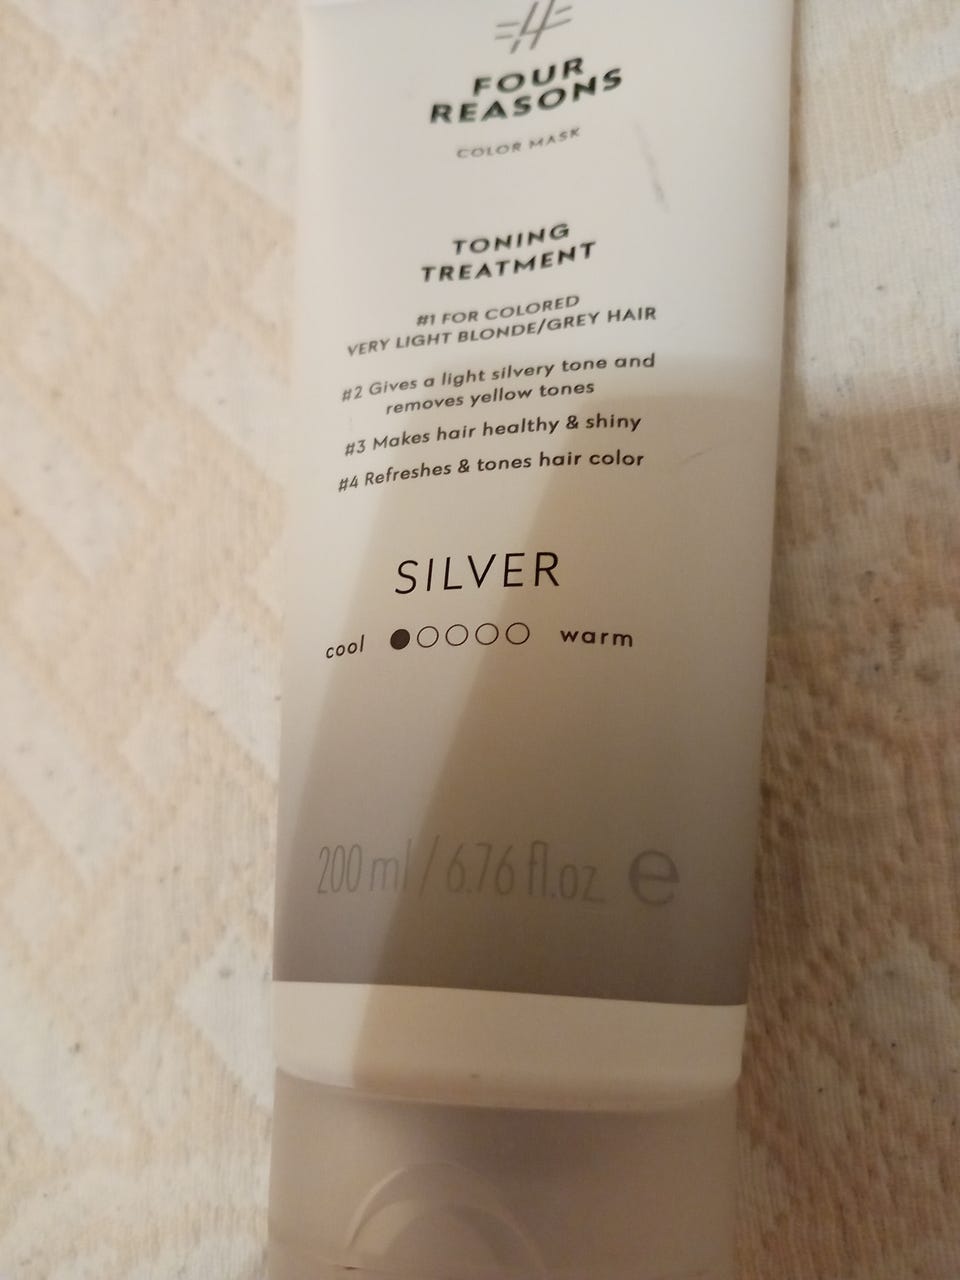 FOUR
REASONS
COLOR MASK
TONING
TREATMENT
#1 FOR COLORED
VERY LIGHT BLONDE/GREY HAIR
#2 Gives a light silvery tone and
removes yellow tones
#3 Makes hair healthy & shiny
#4 Refreshes & tones hair color
SILVER
cool warm
200 ml / 6.76 fl.oz e